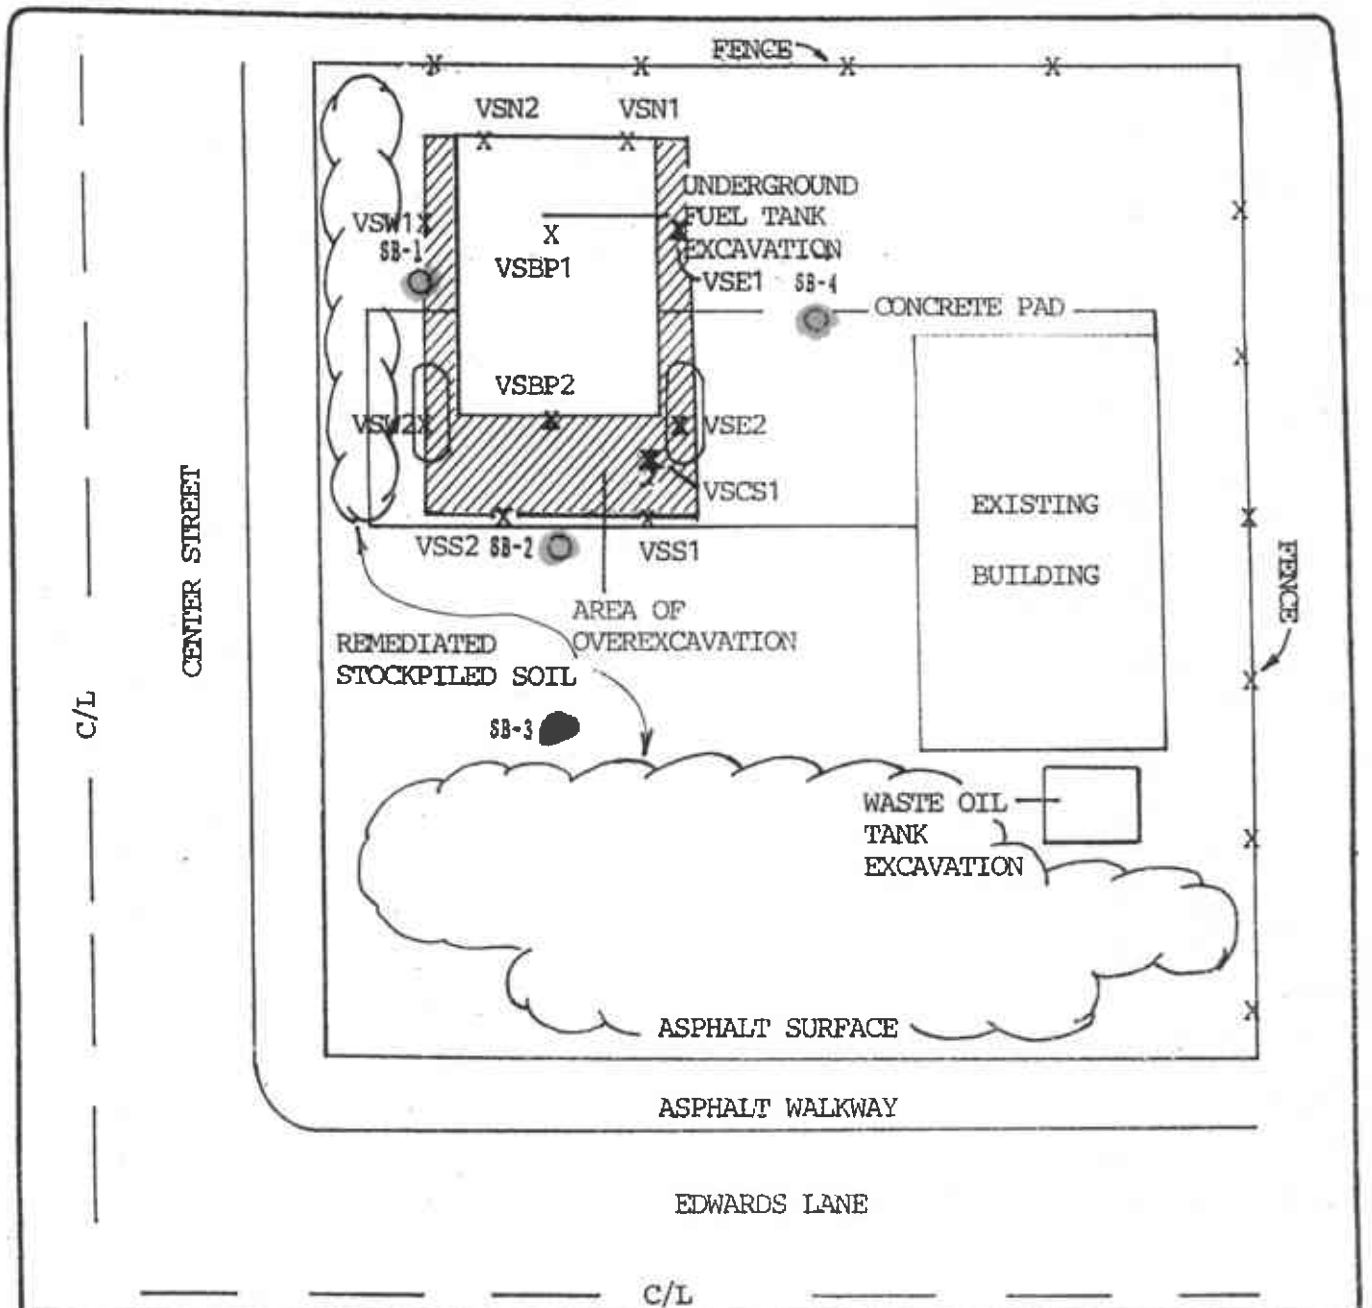 FENCE
VSN2
VSN1
UNDERGROUND
FUEL TANK
EXCAVATION
VSW1
SB-1
VSBP1
VSE1
SB-4
CONCRETE PAD
VSBP2
VSW2
VSE2
VSCS1
EXISTING
BUILDING
CENTER STREET
VSS2
SB-2
VSS1
FENCE
AREA OF
OVEREXCAVATION
REMEDIATED
STOCKPILED SOIL
C/L
SB-3
WASTE OIL
TANK
EXCAVATION
ASPHALT SURFACE
ASPHALT WALKWAY
EDWARDS LANE
C/L